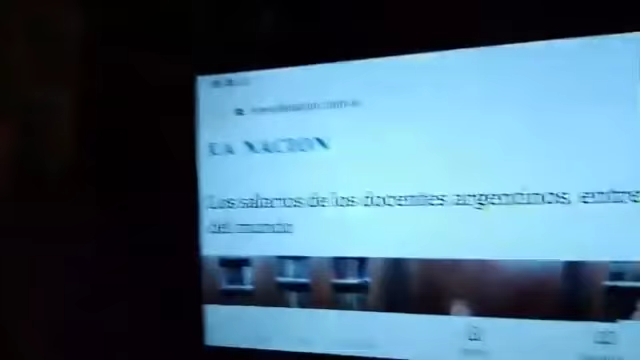 LA NACION
Los salarios de los docentes argentinos, entre
del mundo